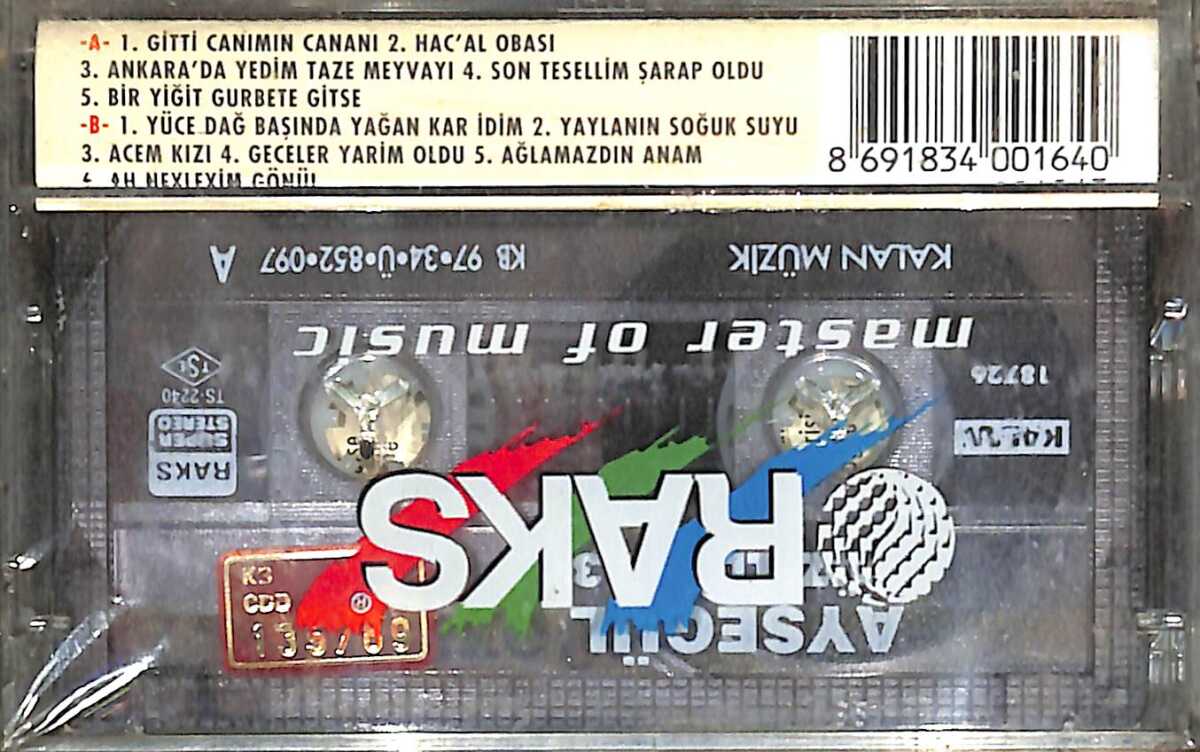 -A- 1. GİTTİ CANIMIN CANANI 2. HAC'AL OBASI
3. ANKARA'DA YEDİM TAZE MEYVAYI 4. SON TESELLİM ŞARAP OLDU
5. BİR YİĞİT GURBETE GİTSE
-B- 1. YÜCE DAĞ BAŞINDA YAĞAN KAR İDİM 2. YAYLANIN SOĞUK SUYU
3. ACEM KIZI 4. GECELER YARİM OLDU 5. AĞLAMAZDIN ANAM
GÖNÜL
8 691834 001640
KALAN MÜZİK
KB 97•34•Ü•852•097 A
master of music
18726
TSE
TS-2240
KALAN
SUPER
STEREO
RAKS
RAKS
®
K3
CDD
AYŞEGÜL